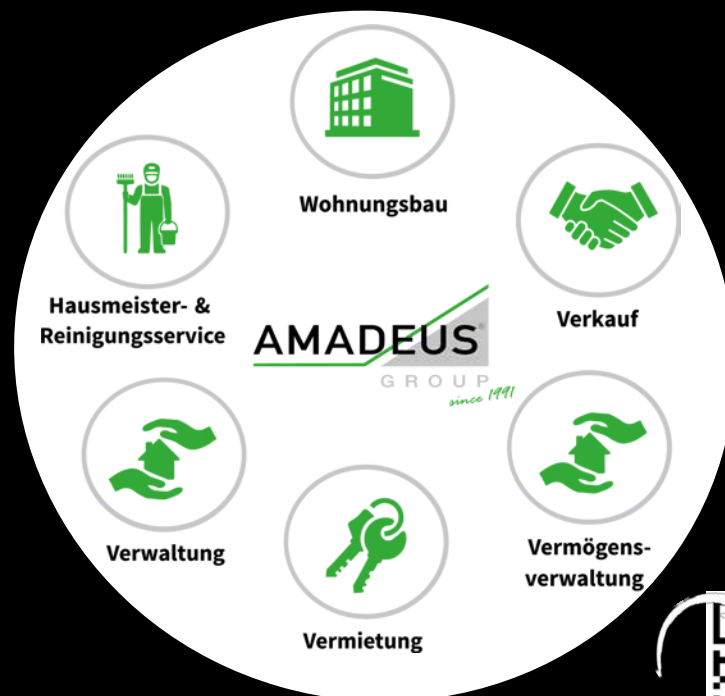 Wohnungsbau
Verkauf
Hausmeister- &
Reinigungsservice
AMADEUS®
GROUP
since 1991
Verwaltung
Vermögens-
verwaltung
Vermietung